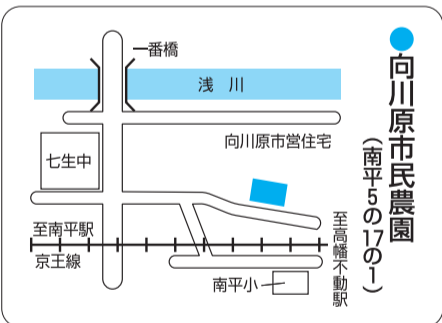 ●向川原市民農園
(南平5の17の1)
一番橋
浅川
向川原市営住宅
七生中
至南平駅
京王線
至高幡不動駅
南平小